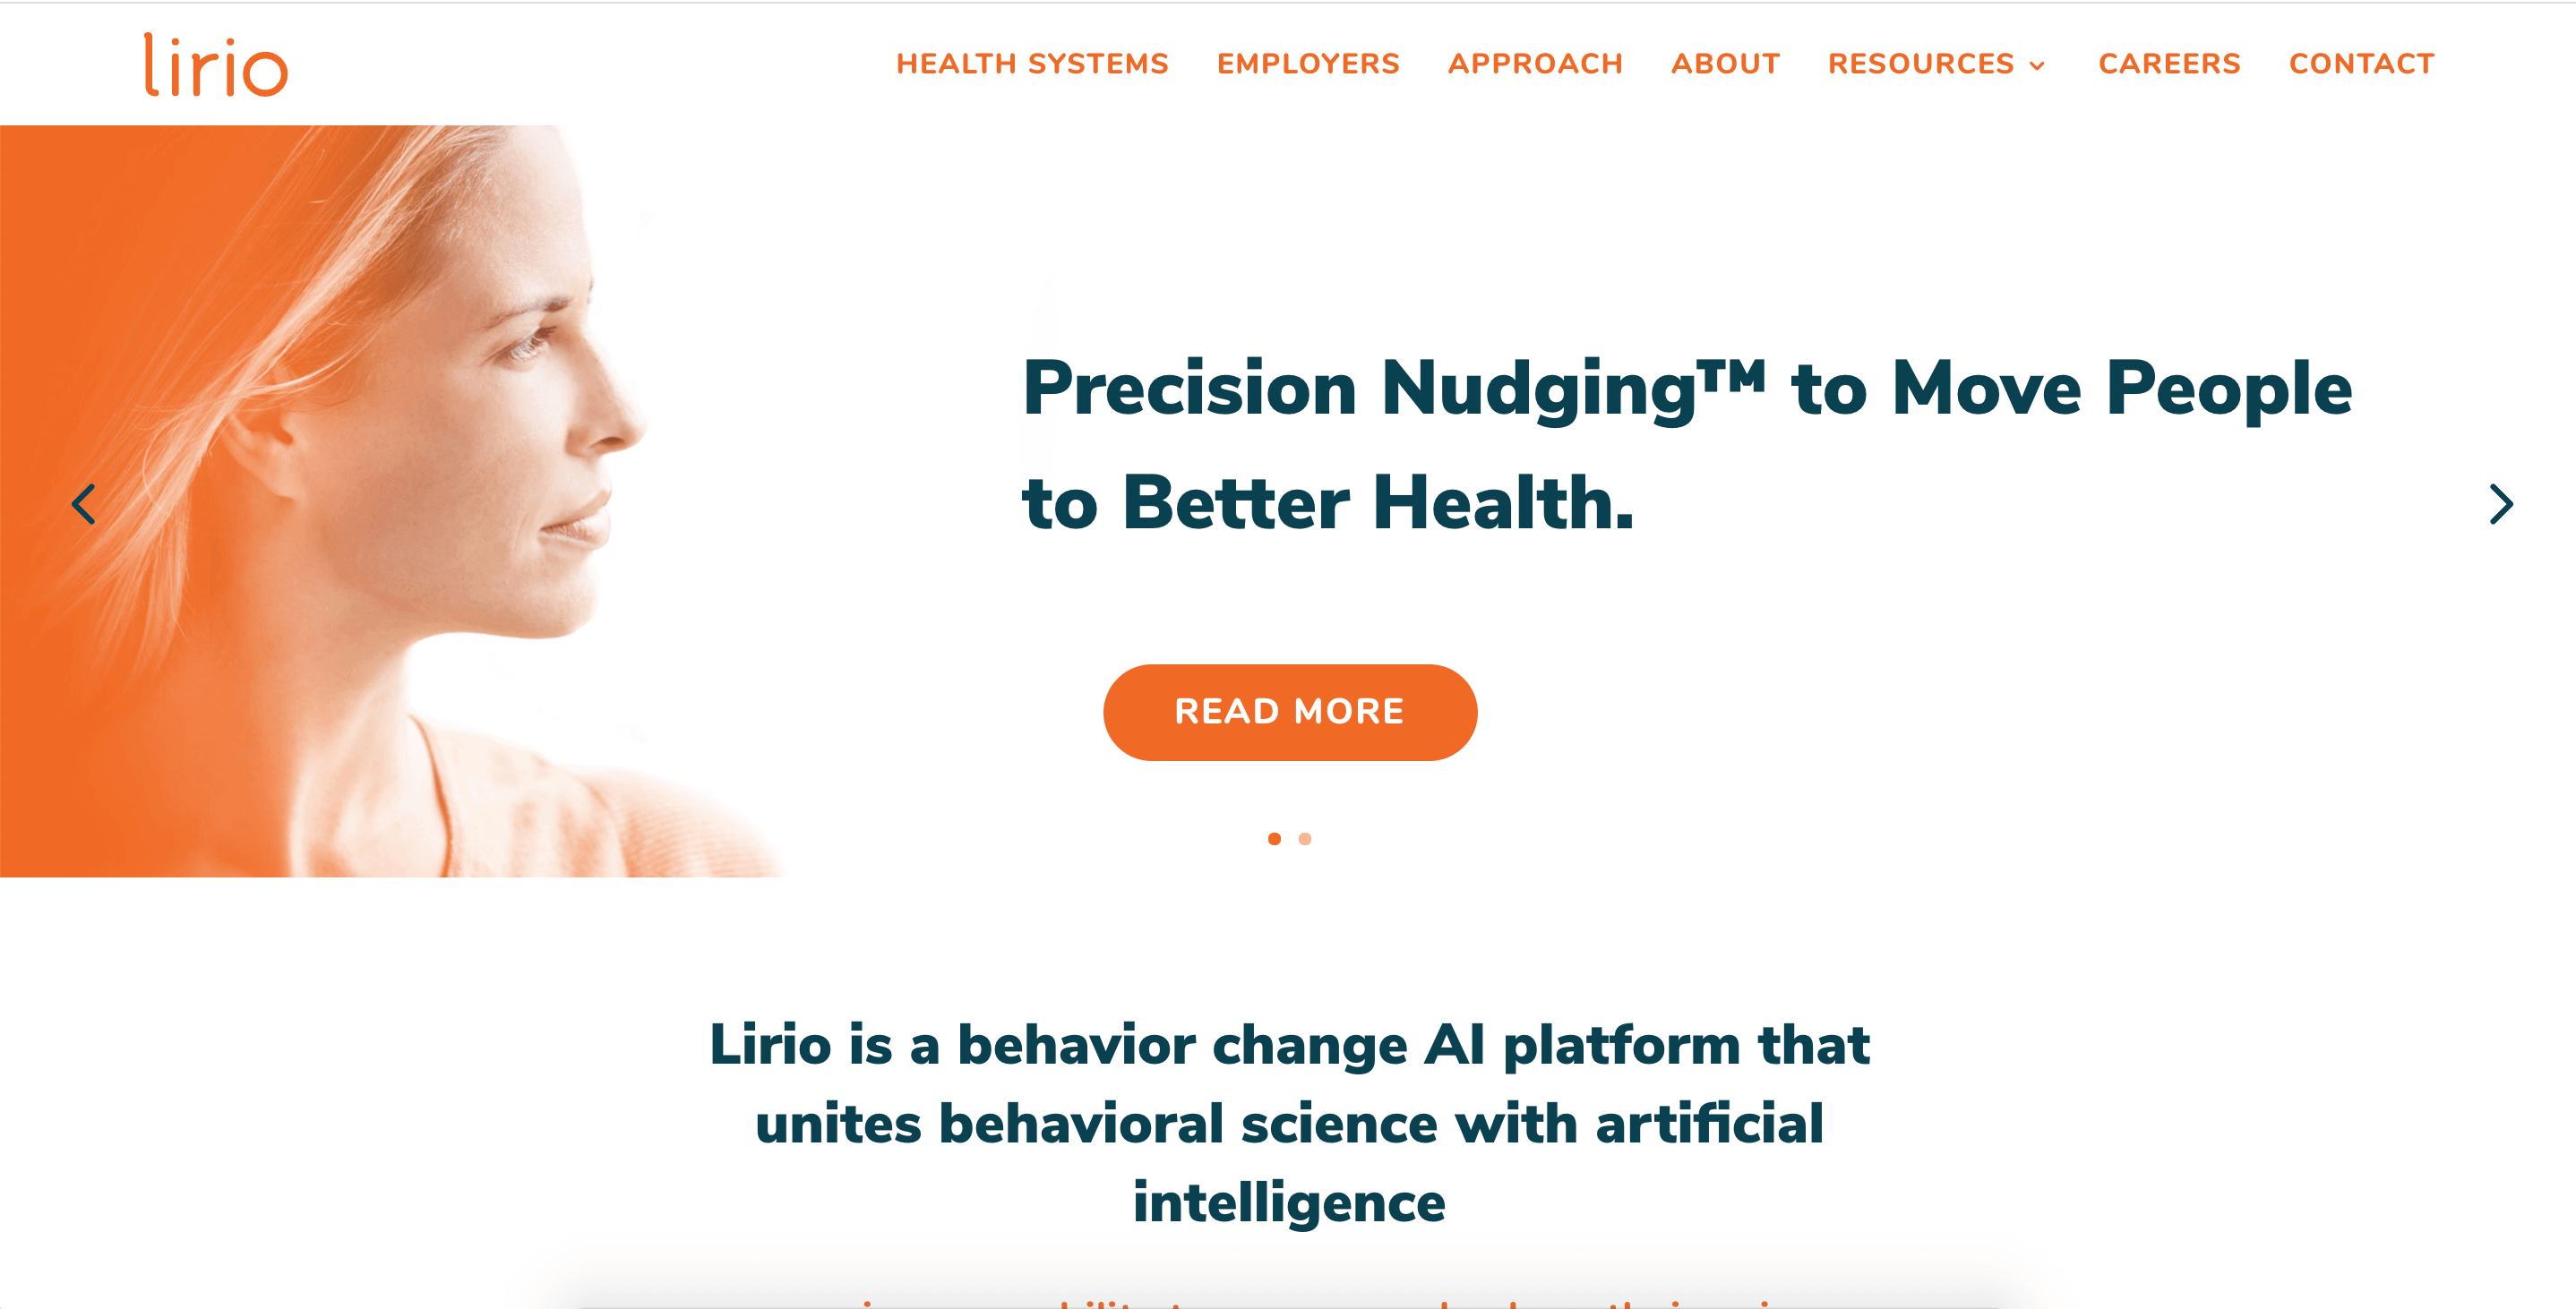 lirio
HEALTH SYSTEMS EMPLOYERS APPROACH ABOUT RESOURCES CAREERS CONTACT
Precision Nudging™ to Move People
to Better Health.
READ MORE
Lirio is a behavior change AI platform that
unites behavioral science with artificial
intelligence